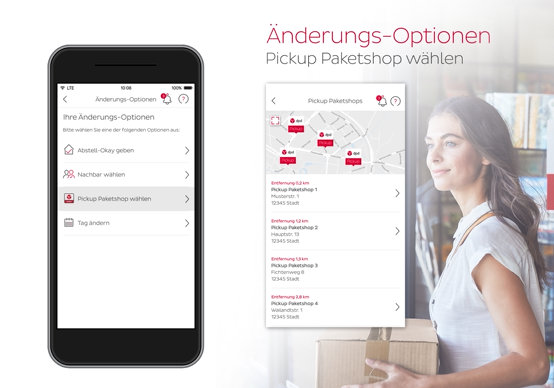 Änderungs-Optionen
Pickup Paketshop wählen
LTE 10:08 100%
Änderungs-Optionen
Ihre Änderungs-Optionen
Bitte wählen Sie eine der folgenden Optionen aus:
Abstell-Okay geben
Nachbar wählen
Pickup Paketshop wählen
Tag ändern
Pickup Paketshops
dpd
Pickup
dpd
Pickup
dpd
Pickup
dpd
Pickup
Entfernung 0,2 km
Pickup Paketshop 1
Musterstr. 1
12345 Stadt
Entfernung 1,2 km
Pickup Paketshop 2
Hauptstr. 13
12345 Stadt
Entfernung 1,9 km
Pickup Paketshop 3
Fichtenweg 8
12345 Stadt
Entfernung 2,8 km
Pickup Paketshop 4
Wailandtstr. 1
12345 Stadt